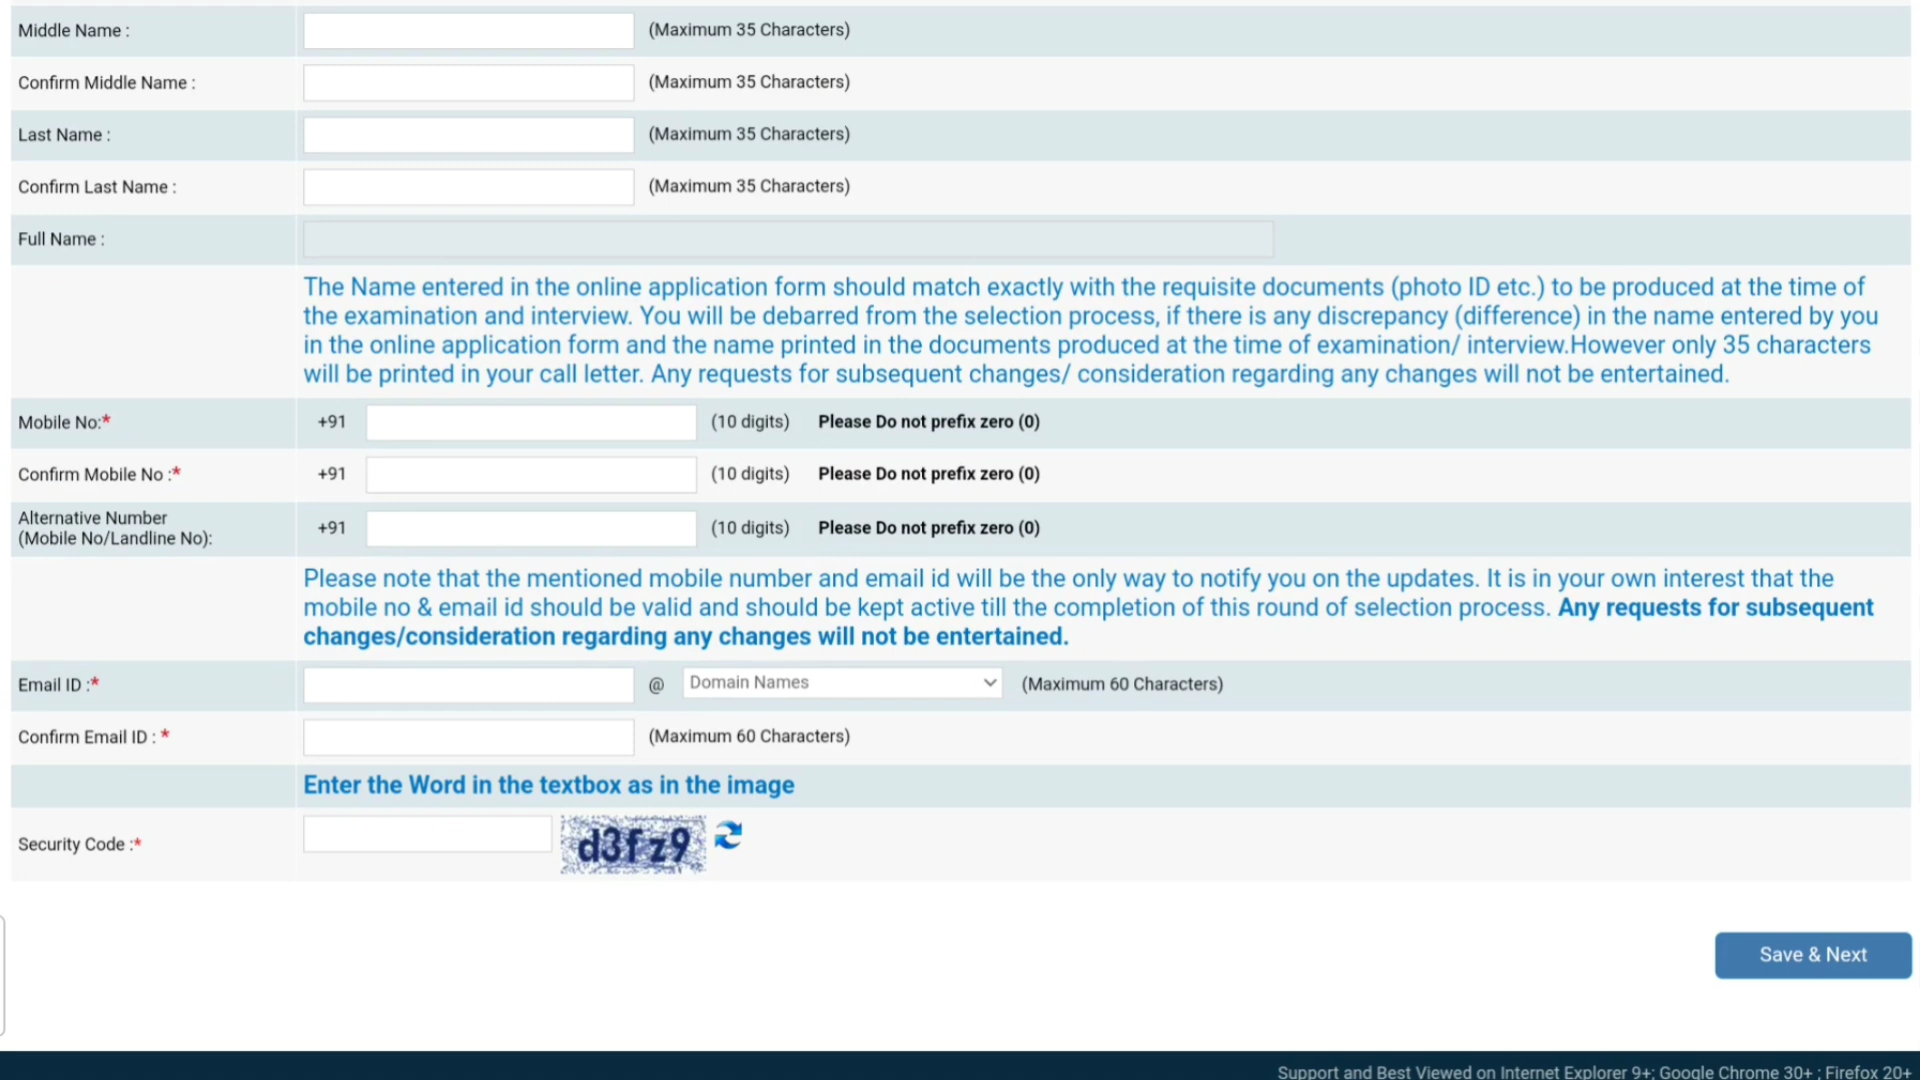 Middle Name :
(Maximum 35 Characters)
Confirm Middle Name :
(Maximum 35 Characters)
Last Name :
(Maximum 35 Characters)
Confirm Last Name :
(Maximum 35 Characters)
Full Name :
The Name entered in the online application form should match exactly with the requisite documents (photo ID etc.) to be produced at the time of
the examination and interview. You will be debarred from the selection process, if there is any discrepancy (difference) in the name entered by you
in the online application form and the name printed in the documents produced at the time of examination/ interview.However only 35 characters
will be printed in your call letter. Any requests for subsequent changes/ consideration regarding any changes will not be entertained.
Mobile No:*
+91
(10 digits)
Please Do not prefix zero (0)
Confirm Mobile No :*
+91
(10 digits)
Please Do not prefix zero (0)
Alternative Number
(Mobile No/Landline No):
+91
(10 digits)
Please Do not prefix zero (0)
Please note that the mentioned mobile number and email id will be the only way to notify you on the updates. It is in your own interest that the
mobile no & email id should be valid and should be kept active till the completion of this round of selection process. Any requests for subsequent
changes/consideration regarding any changes will not be entertained.
Email ID :*
@
Domain Names
(Maximum 60 Characters)
Confirm Email ID : *
(Maximum 60 Characters)
Enter the Word in the textbox as in the image
Security Code :*
d3fz9
Save & Next
Support and Best Viewed on Internet Explorer 9+; Google Chrome 30+ ; Firefox 20+